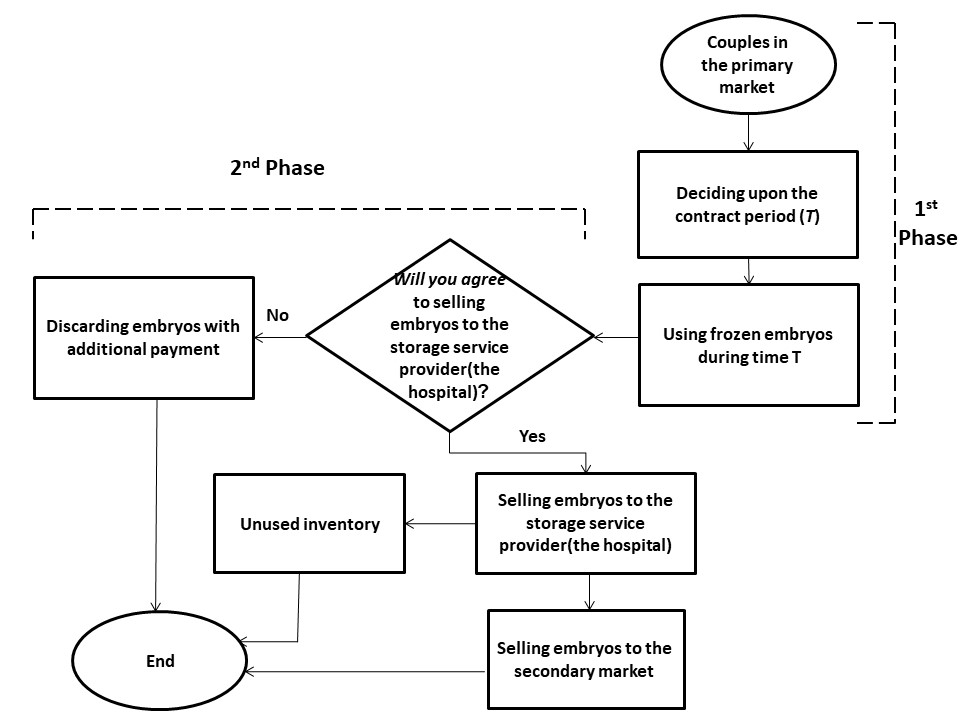 Couples in
the primary
market
Deciding upon the
contract period (T)
1st
Phase
Using frozen embryos
during time T
2nd Phase
Will you agree
to selling
embryos to the
storage service
provider(the
hospital)?
No
Discarding embryos with
additional payment
Yes
Selling embryos to the
storage service
provider(the hospital)
Unused inventory
Selling embryos to the
secondary market
End